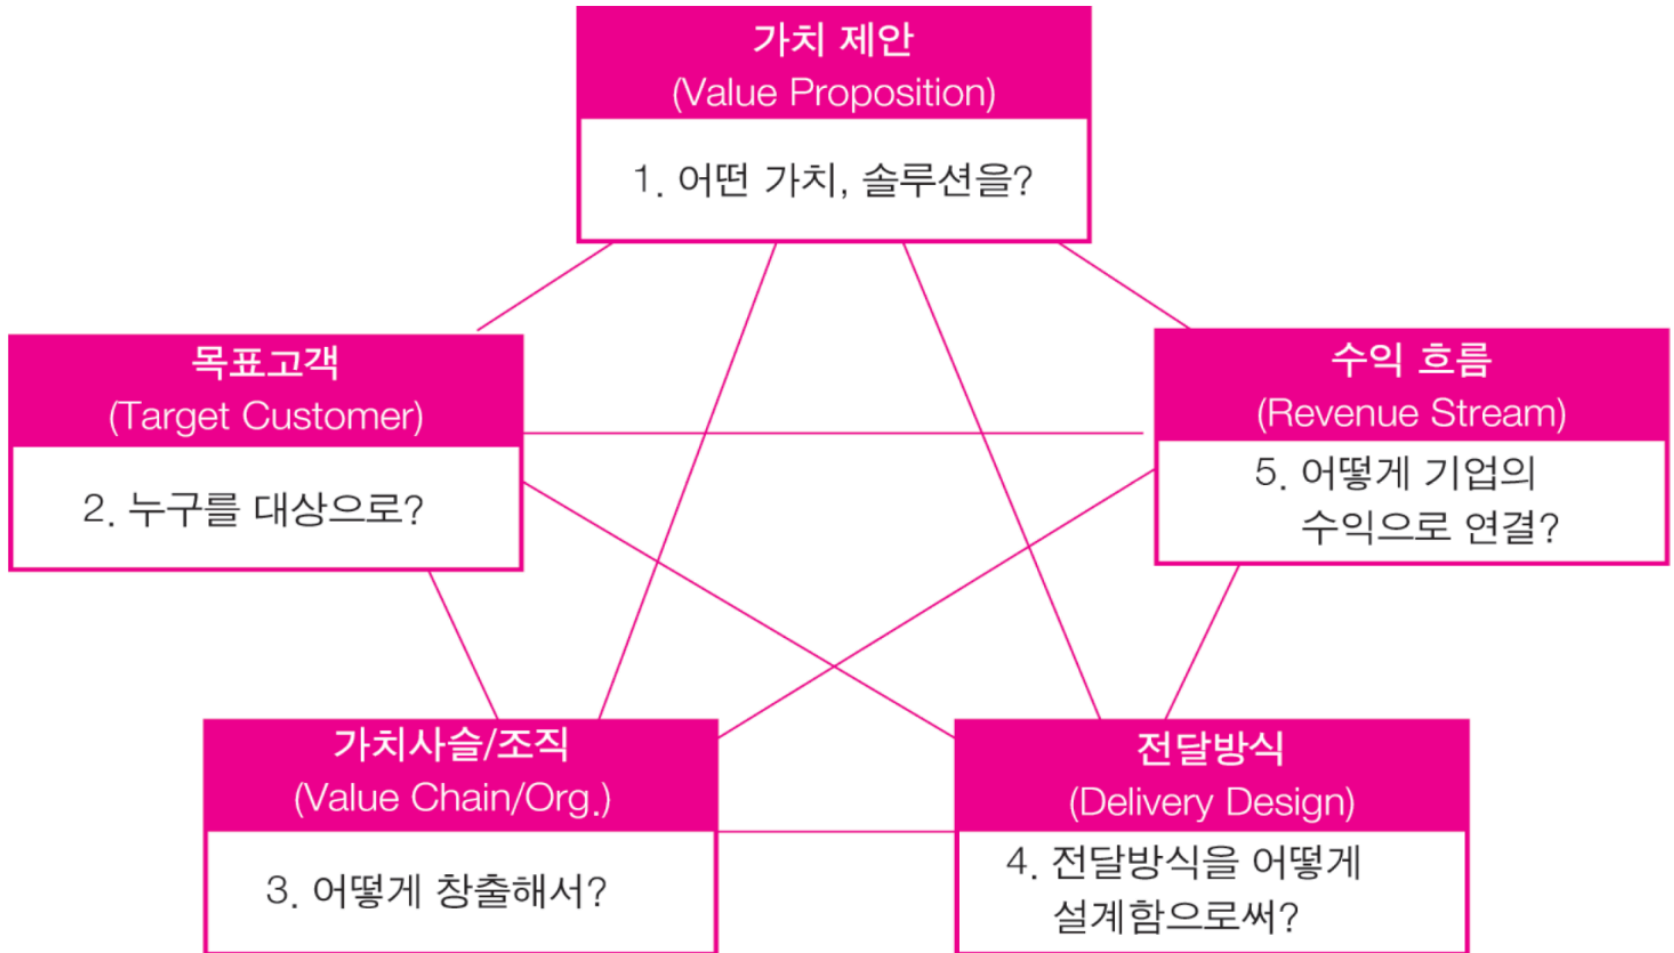 가치 제안
(Value Proposition)
1. 어떤 가치, 솔루션을?
목표고객
(Target Customer)
2. 누구를 대상으로?
수익 흐름
(Revenue Stream)
5. 어떻게 기업의
수익으로 연결?
가치사슬/조직
(Value Chain/Org.)
3. 어떻게 창출해서?
전달방식
(Delivery Design)
4. 전달방식을 어떻게
설계함으로써?